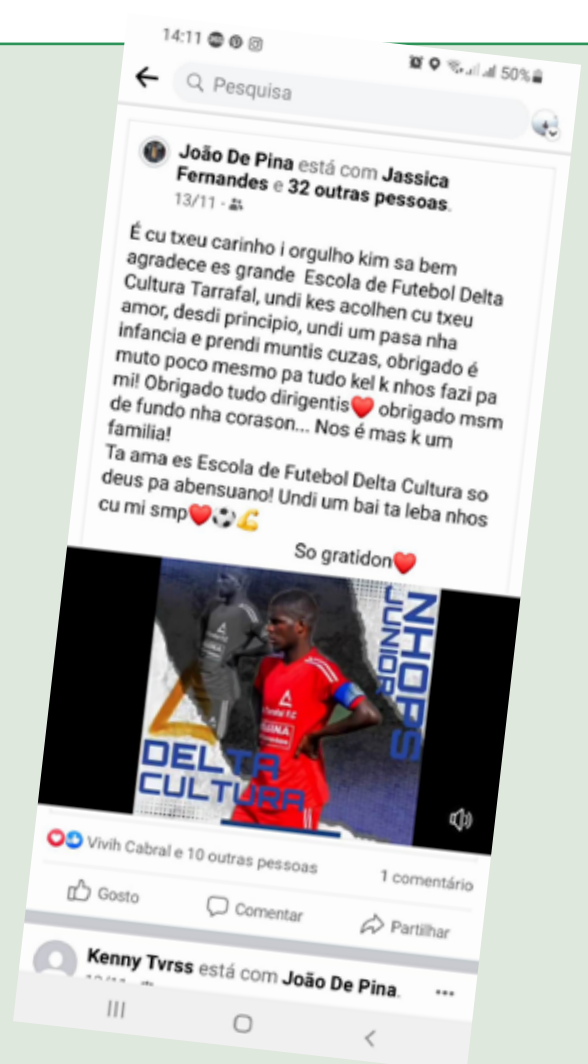 14:11
50%
Pesquisa
João De Pina está com Jassica
Fernandes e 32 outras pessoas.
13/11 ·
É cu txeu carinho i orgulho kim sa bem
agradece es grande Escola de Futebol Delta
Cultura Tarrafal, undi kes acolhen cu txeu
amor, desdi principio, undi um pasa nha
infancia e prendi muntis cuzas, obrigado é
muto poco mesmo pa tudo kel k nhos fazi pa
mi! Obrigado tudo dirigentis❤️ obrigado msm
de fundo nha corason... Nos é mas k um
familia!
Ta ama es Escola de Futebol Delta Cultura so
deus pa abensuano! Undi um bai ta leba nhos
cu mi smp❤️⚽💪
So gratidon❤️
NHOPS
JUNIOR
DELTA
CULTURA
Vivih Cabral e 10 outras pessoas
1 comentário
Gosto
Comentar
Partilhar
Kenny Tvrss está com João De Pina.